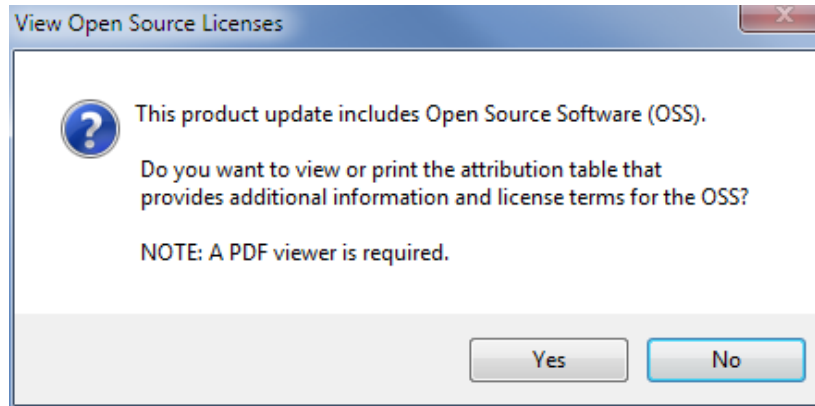 View Open Source Licenses
This product update includes Open Source Software (OSS).
Do you want to view or print the attribution table that
provides additional information and license terms for the OSS?
NOTE: A PDF viewer is required.
Yes
No